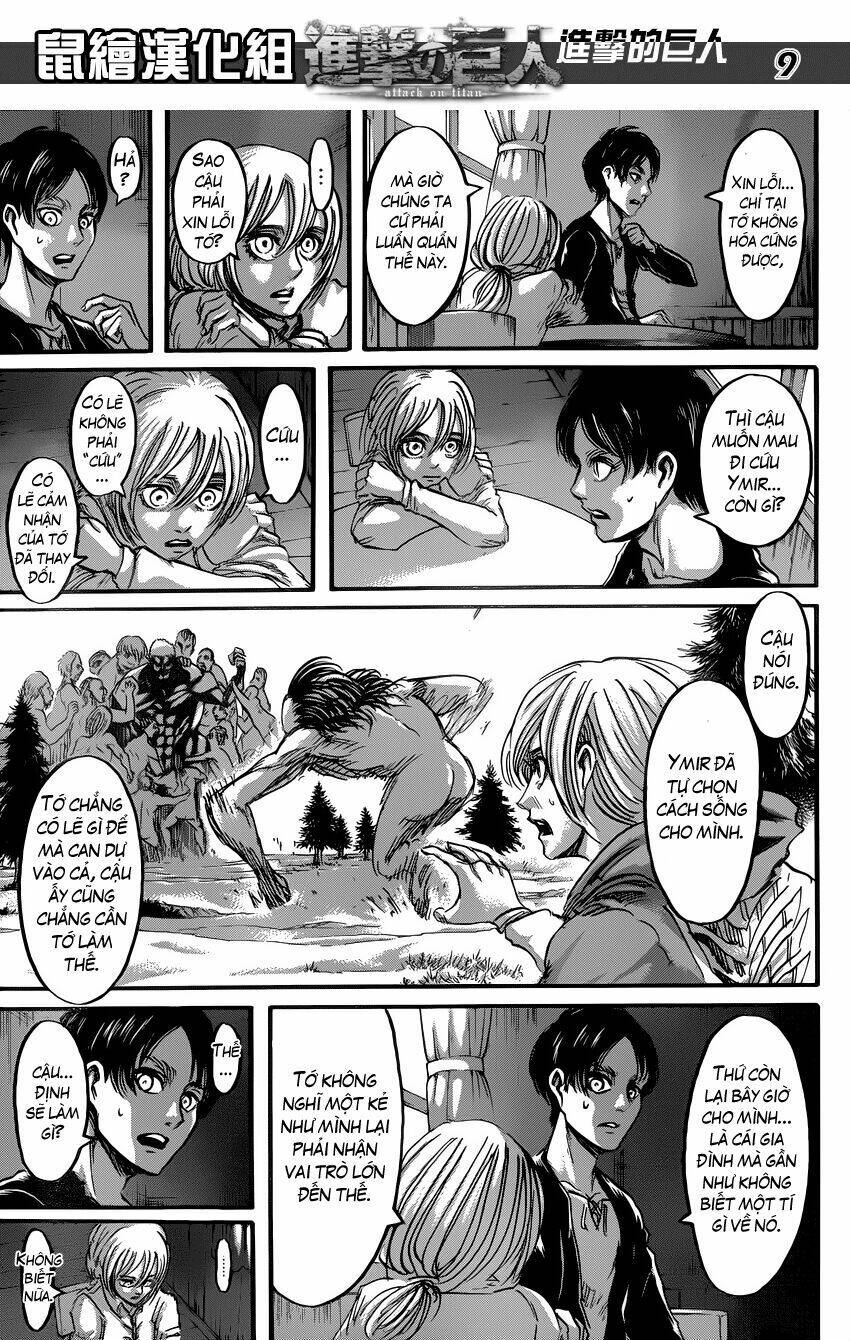 鼠繪漢化組
進撃の巨人
attack on titan
進擊的巨人
9
XIN LỖI...
CHỈ TẠI
TỚ KHÔNG
HÓA CỨNG
ĐƯỢC,
MÀ GIỜ
CHÚNG TA
CỨ PHẢI
LUẨN QUẨN
THẾ NÀY.
...
SAO
CẬU PHẢI
XIN LỖI
TỚ?
HẢ
?
THÌ CẬU
MUỐN MAU
ĐI CỨU
YMIR...
CÒN GÌ?
CỨU
...
CÓ LẼ
KHÔNG
PHẢI
"CỨU"
...
CÓ
LẼ CẢM
NHẬN
CỦA TỚ
ĐÃ THAY
ĐỔI.
CẬU
NÓI
ĐÚNG.
YMIR ĐÃ
TỰ CHỌN
CÁCH SỐNG
CHO MÌNH.
TỚ CHẲNG
CÓ LẼ GÌ ĐỂ
MÀ CAN DỰ
VÀO CẢ, CẬU
ẤY CŨNG
CHẲNG CẦN
TỚ LÀM
THẾ.
THỨ CÒN
LẠI BÂY GIỜ
CHO MÌNH...
LÀ CÁI GIA
ĐÌNH MÀ GẦN
NHƯ KHÔNG
BIẾT MỘT TÍ
GÌ VỀ NÓ.
TỚ KHÔNG
NGHĨ MỘT KẺ
NHƯ MÌNH LẠI
PHẢI NHẬN
VAI TRÒ LỚN
ĐẾN THẾ.
THẾ
...
CẬU...
ĐỊNH
SẼ LÀM
GÌ?
...
KHÔNG
BIẾT
NỮA.